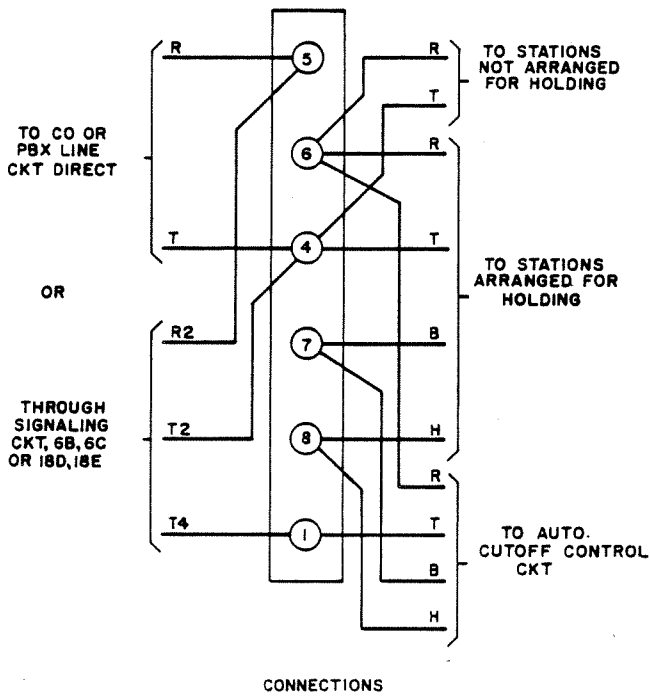 R
TO CO OR
PBX LINE
CKT DIRECT
T
OR
R2
THROUGH
SIGNALING
CKT, 6B, 6C
OR 18D, 18E
T2
T4
5
6
4
7
8
1
R
TO STATIONS
NOT ARRANGED
FOR HOLDING
T
R
T
TO STATIONS
ARRANGED FOR
HOLDING
B
H
R
T
TO AUTO.
CUTOFF CONTROL
CKT
B
H
CONNECTIONS